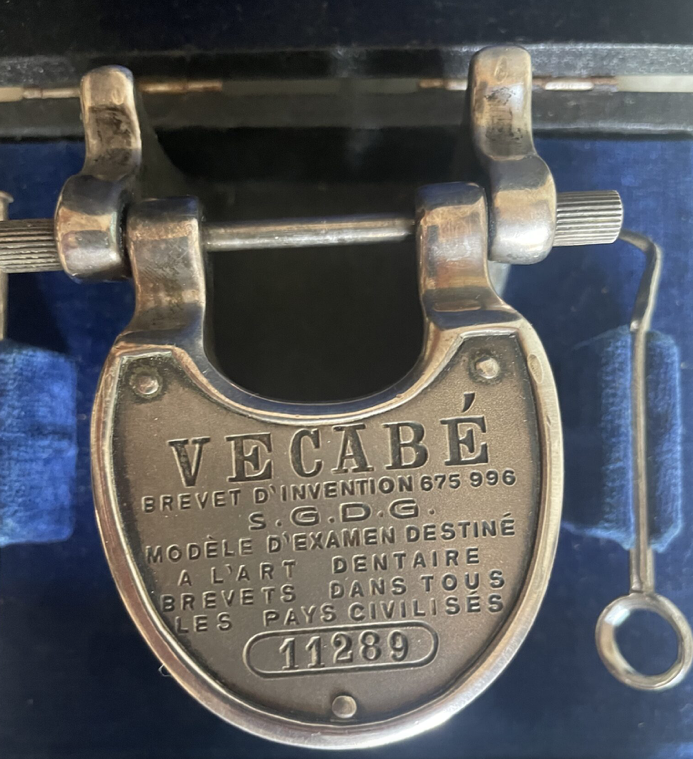 VECABÉ
BREVET D'INVENTION 675 996
S.G.D.G.
MODÈLE D'EXAMEN DESTINÉ
A L'ART DENTAIRE
BREVETS DANS TOUS
LES PAYS CIVILISÉS
11289